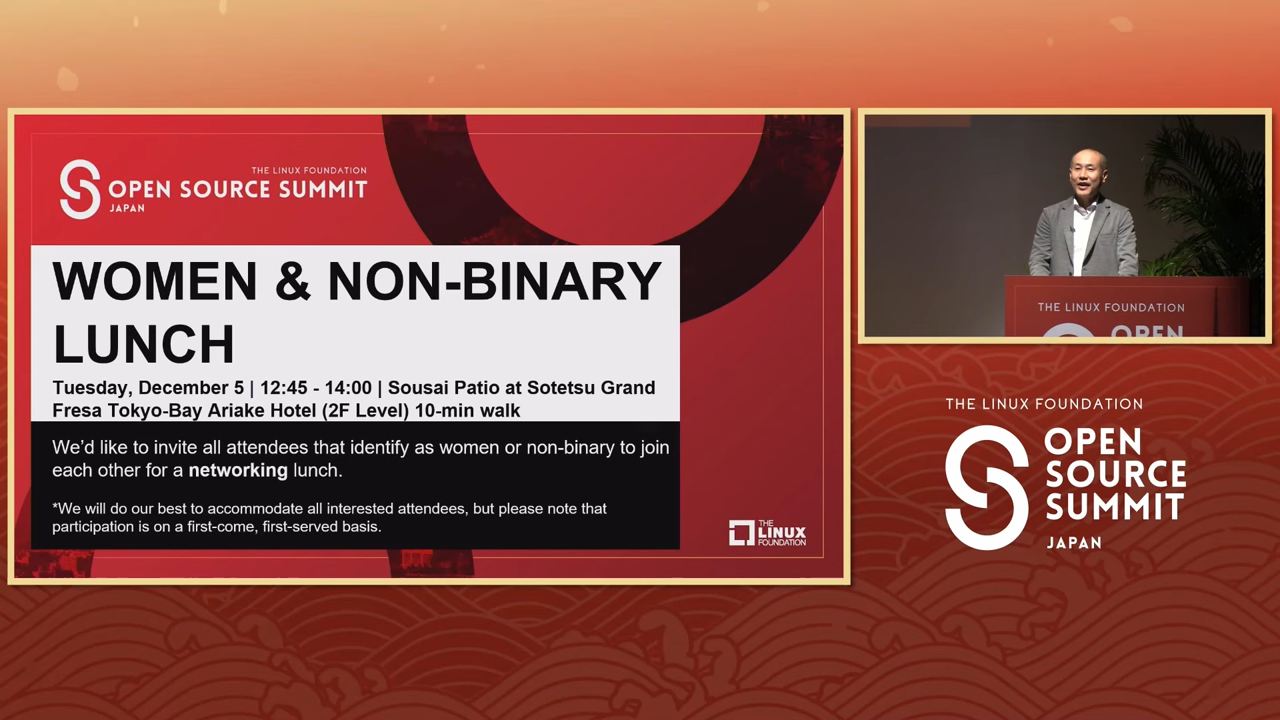 THE LINUX FOUNDATION
OPEN SOURCE SUMMIT
JAPAN
WOMEN & NON-BINARY
LUNCH
Tuesday, December 5 | 12:45 - 14:00 | Sousai Patio at Sotetsu Grand
Fresa Tokyo-Bay Ariake Hotel (2F Level) 10-min walk
We'd like to invite all attendees that identify as women or non-binary to join
each other for a networking lunch.
*We will do our best to accommodate all interested attendees, but please note that
participation is on a first-come, first-served basis.
THE
LINUX
FOUNDATION
THE LINUX FOUNDATION
OPEN
THE LINUX FOUNDATION
OPEN
SOURCE
SUMMIT
JAPAN